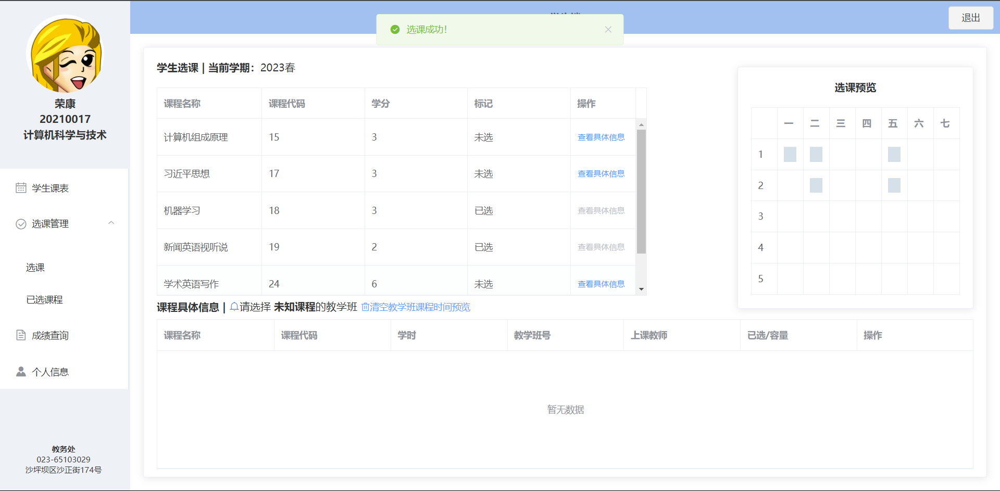 退出
选课成功！
荣康
20210017
计算机科学与技术
学生课表
选课管理
选课
已选课程
成绩查询
个人信息
教务处
023-65103029
沙坪坝区沙正街174号
学生选课 | 当前学期：2023春
课程名称 课程代码 学分 标记 操作
计算机组成原理 15 3 未选 查看具体信息
习近平思想 17 3 未选 查看具体信息
机器学习 18 3 已选 查看具体信息
新闻英语视听说 19 2 已选 查看具体信息
学术英语写作 24 6 未选 查看具体信息
选课预览
一 二 三 四 五 六 七
1
2
3
4
5
课程具体信息 | 请选择 未知课程的教学班 清空教学班课程时间预览
课程名称 课程代码 学时 教学班号 上课教师 已选/容量 操作
暂无数据